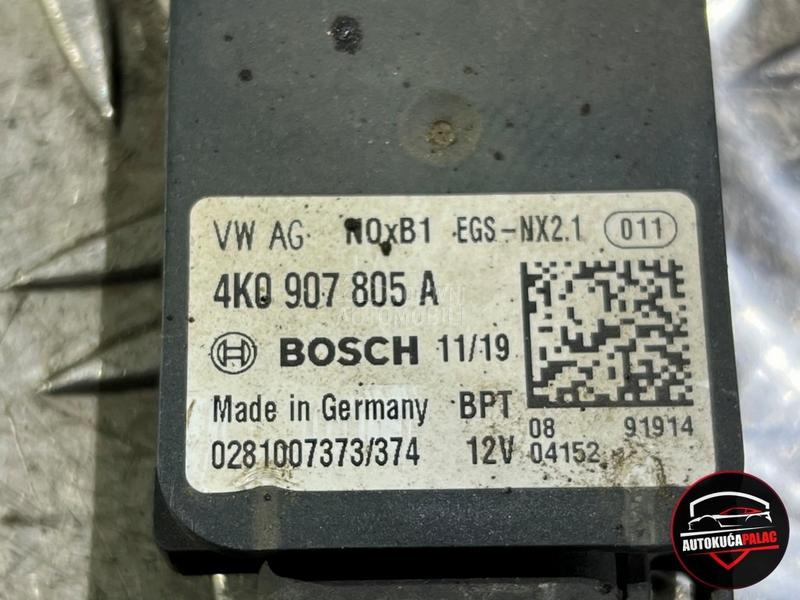 VW AG NOxB1 EGS-NX2.1 011
4K0 907 805 A
BOSCH 11/19
Made in Germany BPT
0281007373/374 12V
08 91914
04152
AUTOKUĆAPALAC